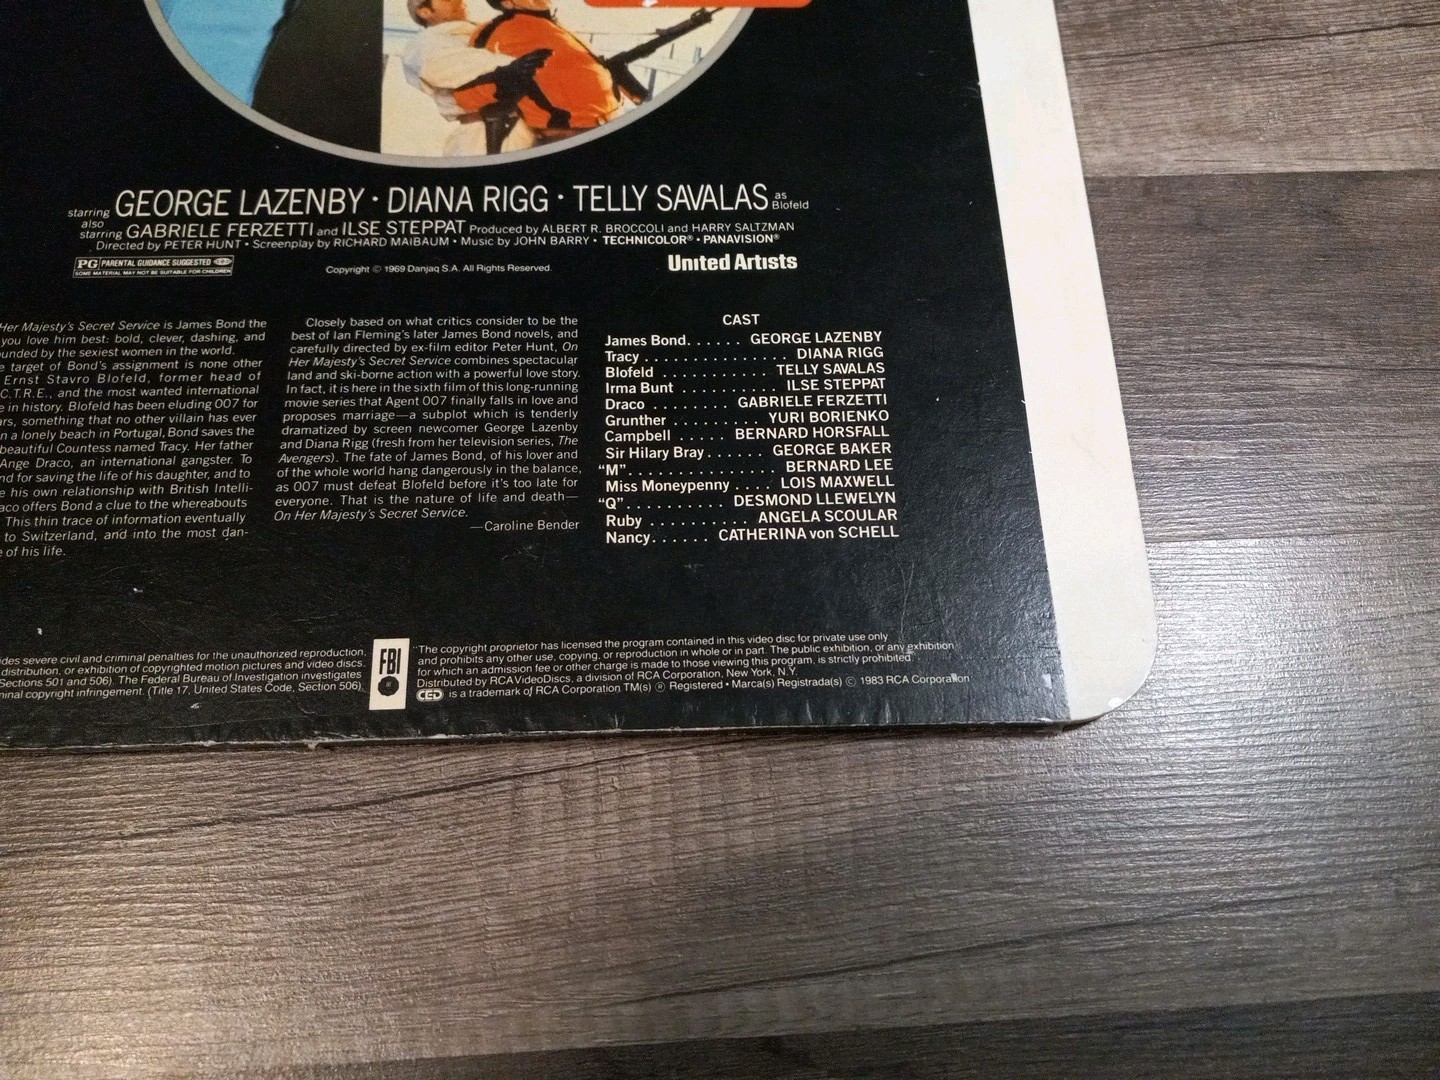 starring GEORGE LAZENBY · DIANA RIGG · TELLY SAVALAS as Blofeld
also starring GABRIELE FERZETTI and ILSE STEPPAT Produced by ALBERT R. BROCCOLI and HARRY SALTZMAN
Directed by PETER HUNT • Screenplay by RICHARD MAIBAUM • Music by JOHN BARRY • TECHNICOLOR® • PANAVISION®
PG PARENTAL GUIDANCE SUGGESTED
SOME MATERIAL MAY NOT BE SUITABLE FOR CHILDREN
Copyright © 1969 Danjaq S.A. All Rights Reserved.
United Artists
Her Majesty's Secret Service is James Bond the
you love him best: bold, clever, dashing, and
unded by the sexiest women in the world.
e target of Bond's assignment is none other
Ernst Stavro Blofeld, former head of
C.T.R.E., and the most wanted international
e in history. Blofeld has been eluding 007 for
rs, something that no other villain has ever
n a lonely beach in Portugal, Bond saves the
beautiful Countess named Tracy. Her father
Ange Draco, an international gangster. To
nd for saving the life of his daughter, and to
e his own relationship with British Intelli-
aco offers Bond a clue to the whereabouts
This thin trace of information eventually
to Switzerland, and into the most dan-
e of his life.
Closely based on what critics consider to be the
best of Ian Fleming's later James Bond novels, and
carefully directed by ex-film editor Peter Hunt, On
Her Majesty's Secret Service combines spectacular
land and ski-borne action with a powerful love story.
In fact, it is here in the sixth film of this long-running
movie series that Agent 007 finally falls in love and
proposes marriage—a subplot which is tenderly
dramatized by screen newcomer George Lazenby
and Diana Rigg (fresh from her television series, The
Avengers). The fate of James Bond, of his lover and
of the whole world hang dangerously in the balance,
as 007 must defeat Blofeld before it's too late for
everyone. That is the nature of life and death—
On Her Majesty's Secret Service.
—Caroline Bender
CAST
James Bond. . . . . . GEORGE LAZENBY
Tracy . . . . . . . . . . . . . . . DIANA RIGG
Blofeld . . . . . . . . . . . TELLY SAVALAS
Irma Bunt . . . . . . . . . . ILSE STEPPAT
Draco . . . . . . . . GABRIELE FERZETTI
Grunther . . . . . . . . . YURI BORIENKO
Campbell . . . . . BERNARD HORSFALL
Sir Hilary Bray . . . . . . GEORGE BAKER
“M”. . . . . . . . . . . . . . . BERNARD LEE
Miss Moneypenny . . . . LOIS MAXWELL
“Q” . . . . . . . . . . DESMOND LLEWELYN
Ruby . . . . . . . . . . ANGELA SCOULAR
Nancy. . . . . . CATHERINA von SCHELL
ides severe civil and criminal penalties for the unauthorized reproduction,
distribution, or exhibition of copyrighted motion pictures and video discs.
Sections 501 and 506). The Federal Bureau of Investigation investigates
inal copyright infringement. (Title 17, United States Code, Section 506).
FBI
The copyright proprietor has licensed the program contained in this video disc for private use only
and prohibits any other use, copying, or reproduction in whole or in part. The public exhibition, or any exhibition
for which an admission fee or other charge is made to those viewing this program, is strictly prohibited.
Distributed by RCA VideoDiscs, a division of RCA Corporation, New York, N.Y.
CED is a trademark of RCA Corporation TM(s) ® Registered • Marca(s) Registrada(s) © 1983 RCA Corporation